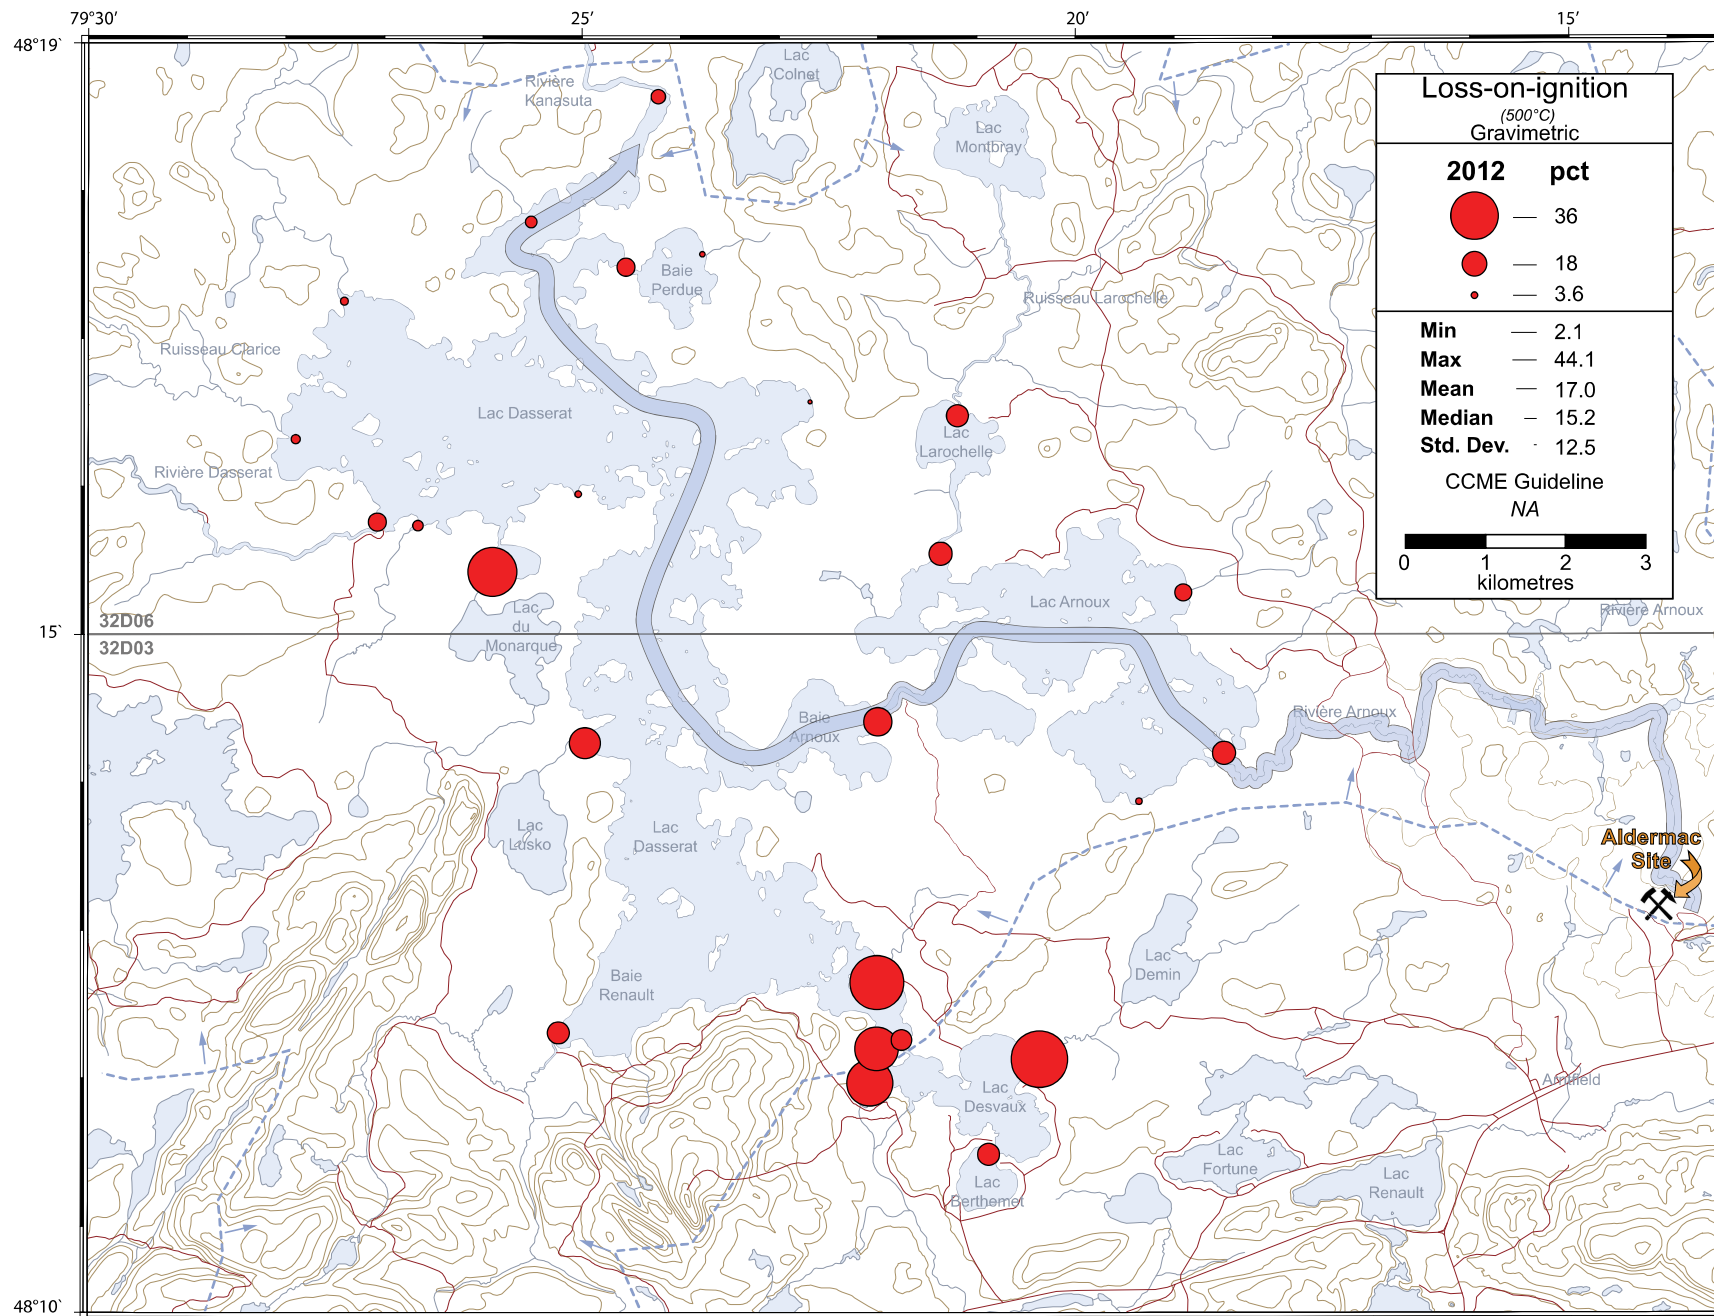 79°30′
25′
20′
15′
48°19`
Rivière
Kanasuta
Lac
Colnet
Lac
Montbray
Loss-on-ignition
(500°C)
Gravimetric
2012 pct
36
18
3.6
Min 2.1
Max 44.1
Mean 17.0
Median 15.2
Std. Dev. 12.5
CCME Guideline
NA
0 1 2 3
kilometres
Baie
Perdue
Ruisseau Larochelle
Ruisseau Clarice
Lac Dasserat
Lac
Larochelle
Rivière Dasserat
Lac Arnoux
Rivière Arnoux
Lac
du
Monarque
15`
32D06
32D03
Baie
Arnoux
Rivière Arnoux
Lac
Lusko
Lac
Dasserat
Aldermac
Site
Baie
Renault
Lac
Demin
Lac
Desvaux
Arntfield
Lac
Fortune
Lac
Renault
Lac
Berthemet
48°10`